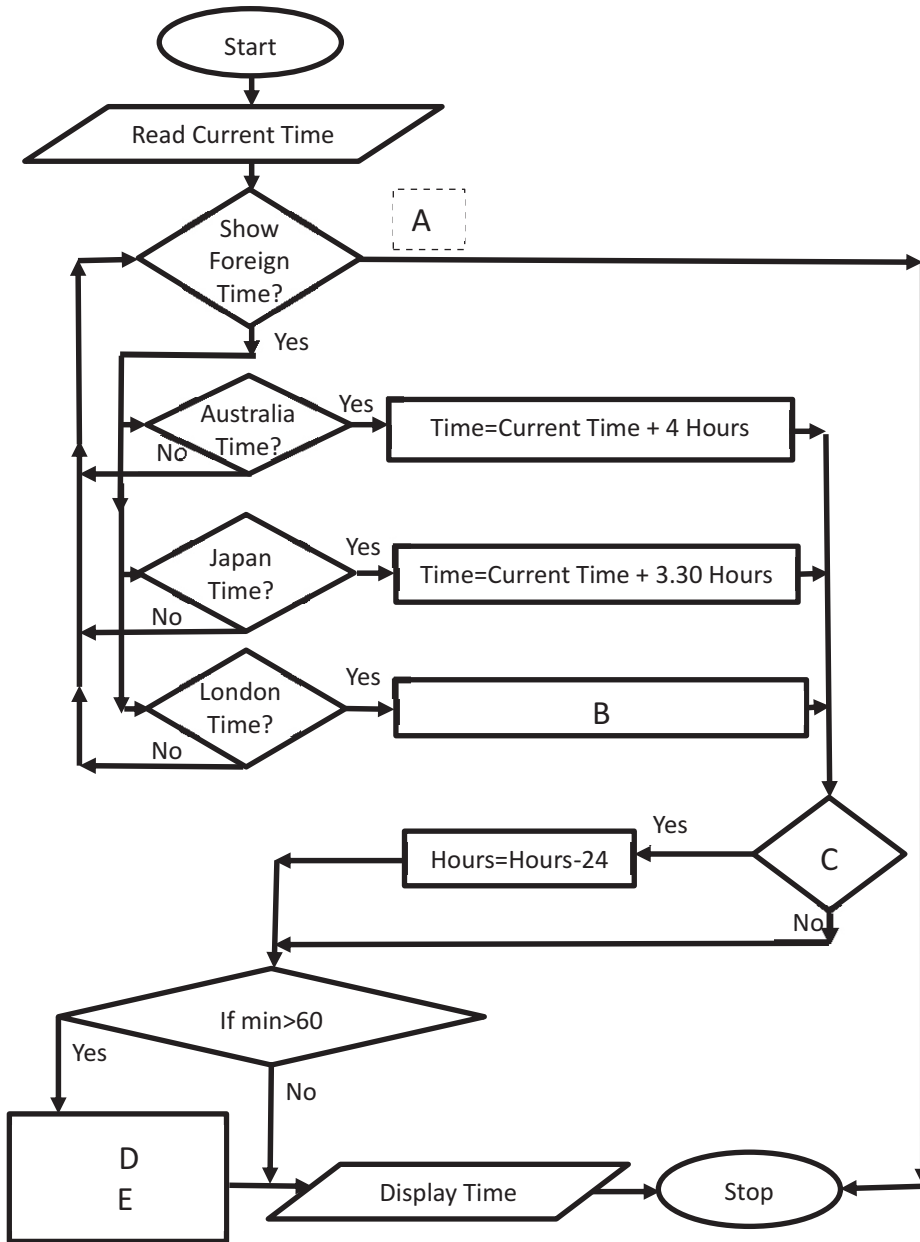 Start
Read Current Time
A
Show
Foreign
Time?
Yes
Australia
Time?
Yes
Time=Current Time + 4 Hours
No
Japan
Time?
Yes
Time=Current Time + 3.30 Hours
No
London
Time?
Yes
B
No
C
Yes
Hours=Hours-24
No
If min>60
Yes
No
D
E
Display Time
Stop